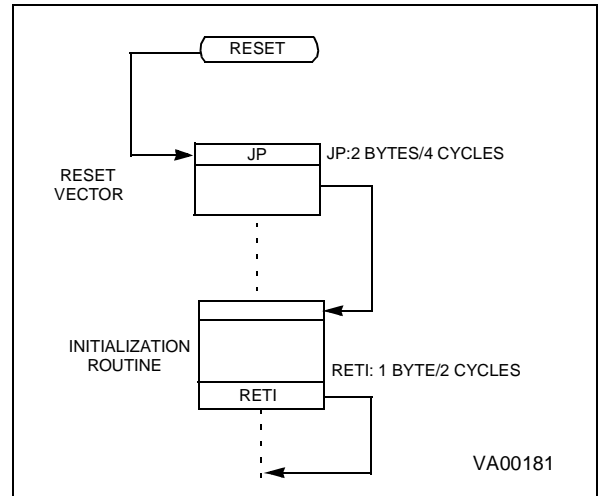 RESET
JP
JP:2 BYTES/4 CYCLES
RESET
VECTOR
INITIALIZATION
ROUTINE
RETI: 1 BYTE/2 CYCLES
RETI
VA00181